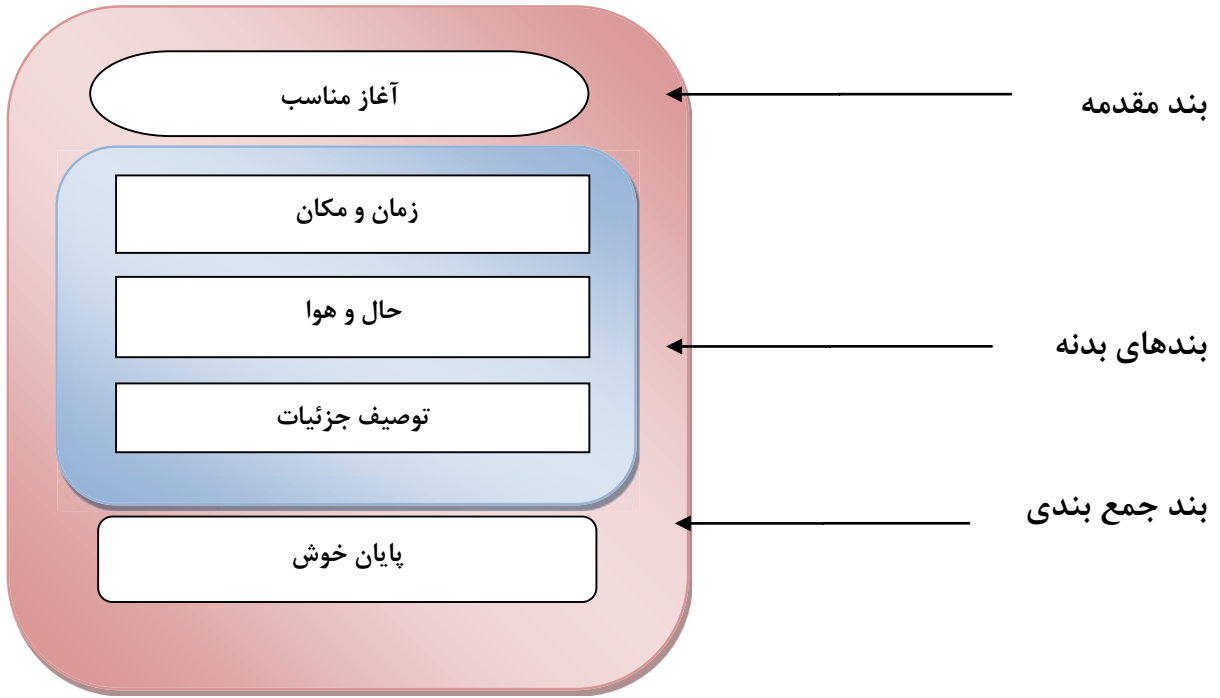 آغاز مناسب
بند مقدمه
زمان و مکان
حال و هوا
بندهای بدنه
توصیف جزئیات
بند جمع بندی
پایان خوش